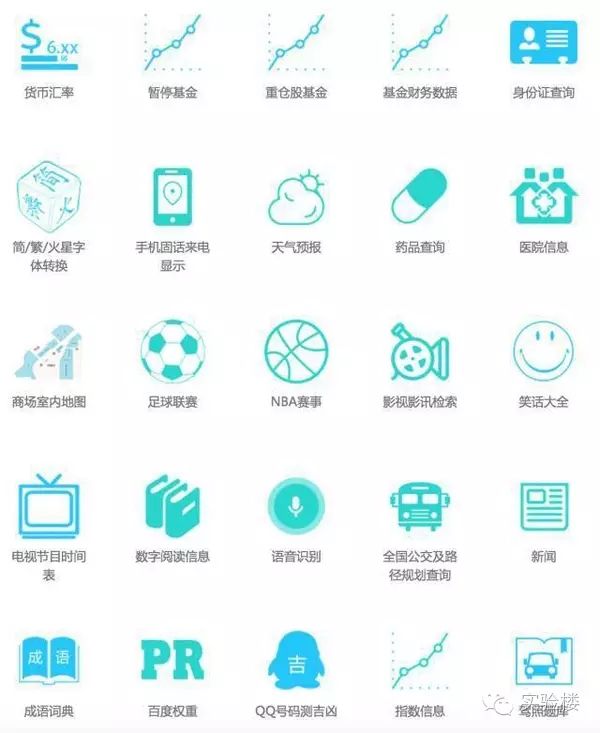 $ 6.xx
货币汇率
暂停基金
重仓股基金
基金财务数据
身份证查询
简
繁 火
简/繁/火星字
体转换
手机固话来电
显示
天气预报
药品查询
医院信息
商场室内地图
足球联赛
NBA赛事
影视影讯检索
笑话大全
电视节目时间
表
数字阅读信息
语音识别
全国公交及路
径规划查询
新闻
成语
成语词典
PR
百度权重
吉
QQ号码测吉凶
指数信息
驾照题库
实验楼